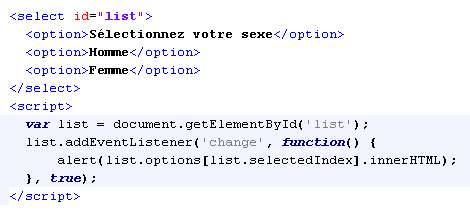 <select id="list">
  <option>Sélectionnez votre sexe</option>
  <option>Homme</option>
  <option>Femme</option>
</select>
<script>
  var list = document.getElementById('list');
  list.addEventListener('change', function() {
      alert(list.options[list.selectedIndex].innerHTML);
  }, true);
</script>